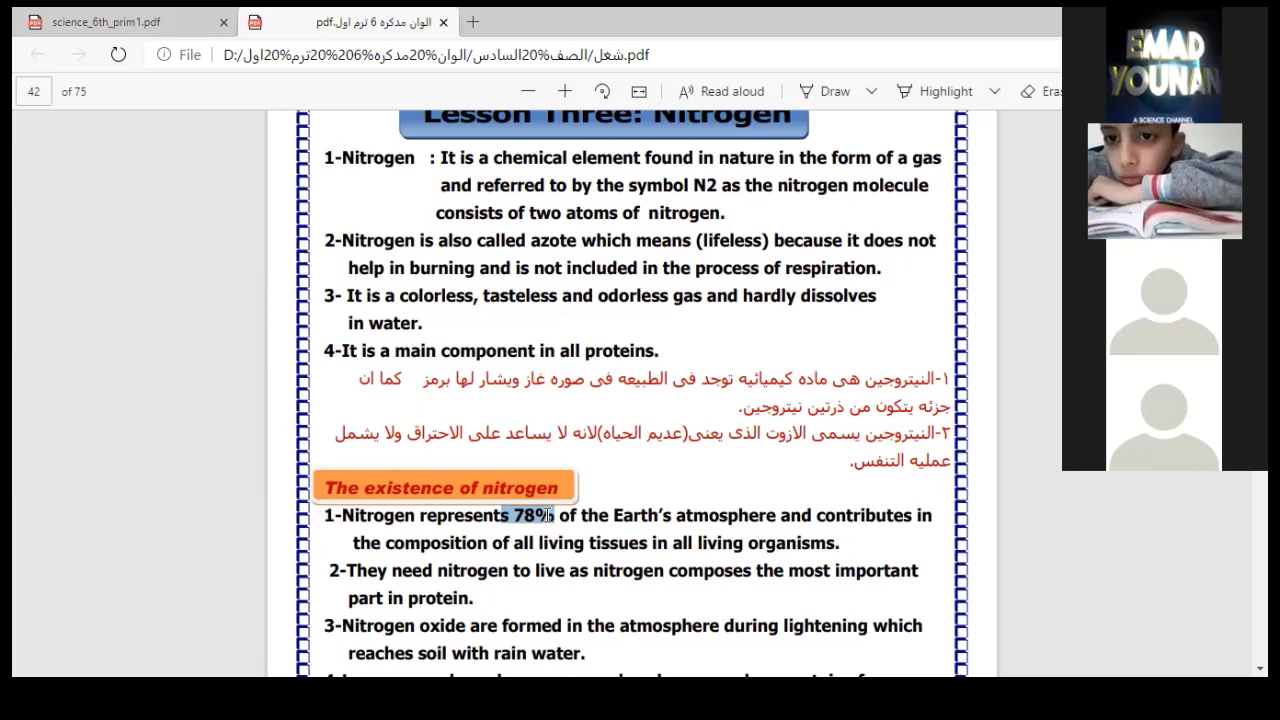 science_6th_prim1.pdf
الوان مدكره 6 ترم اول.pdf
File
D:/شغل/الصف%20السادس/الوان%20مدكره%206%20ترم%20اول.pdf
42 of 75
Read aloud
Draw
Highlight
Lesson Three: Nitrogen
1-Nitrogen : It is a chemical element found in nature in the form of a gas
and referred to by the symbol N2 as the nitrogen molecule
consists of two atoms of nitrogen.
2-Nitrogen is also called azote which means (lifeless) because it does not
help in burning and is not included in the process of respiration.
3- It is a colorless, tasteless and odorless gas and hardly dissolves
in water.
4-It is a main component in all proteins.
١-النيتروجين هى ماده كيميائيه توجد فى الطبيعه فى صوره غاز ويشار لها برمز كما ان
جزئه يتكون من ذرتين نيتروجين.
٢-النيتروجين يسمى الازوت الذى يعنى(عديم الحياه)لانه لا يساعد على الاحتراق ولا يشمل
عمليه التنفس.
The existence of nitrogen
1-Nitrogen represents 78% of the Earth's atmosphere and contributes in
the composition of all living tissues in all living organisms.
2-They need nitrogen to live as nitrogen composes the most important
part in protein.
3-Nitrogen oxide are formed in the atmosphere during lightening which
reaches soil with rain water.
EMAD
YOUNAN
A SCIENCE CHANNEL